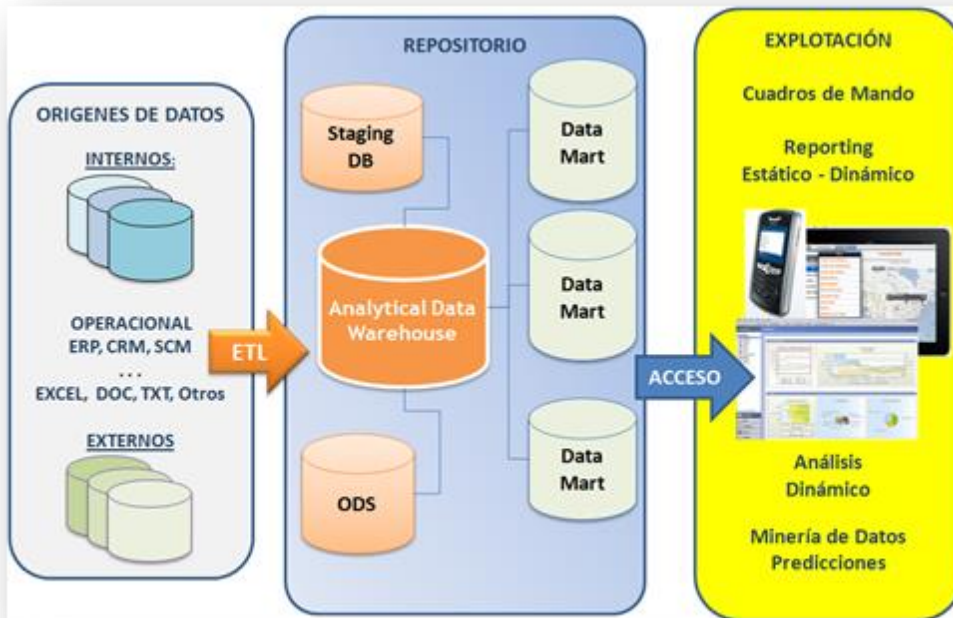 ORIGENES DE DATOS
INTERNOS:
OPERACIONAL
ERP, CRM, SCM
...
EXCEL, DOC, TXT, Otros
EXTERNOS
ETL
REPOSITORIO
Staging
DB
Analytical Data
Warehouse
ODS
Data
Mart
Data
Mart
Data
Mart
ACCESO
EXPLOTACIÓN
Cuadros de Mando
Reporting
Estático - Dinámico
Análisis
Dinámico
Minería de Datos
Predicciones